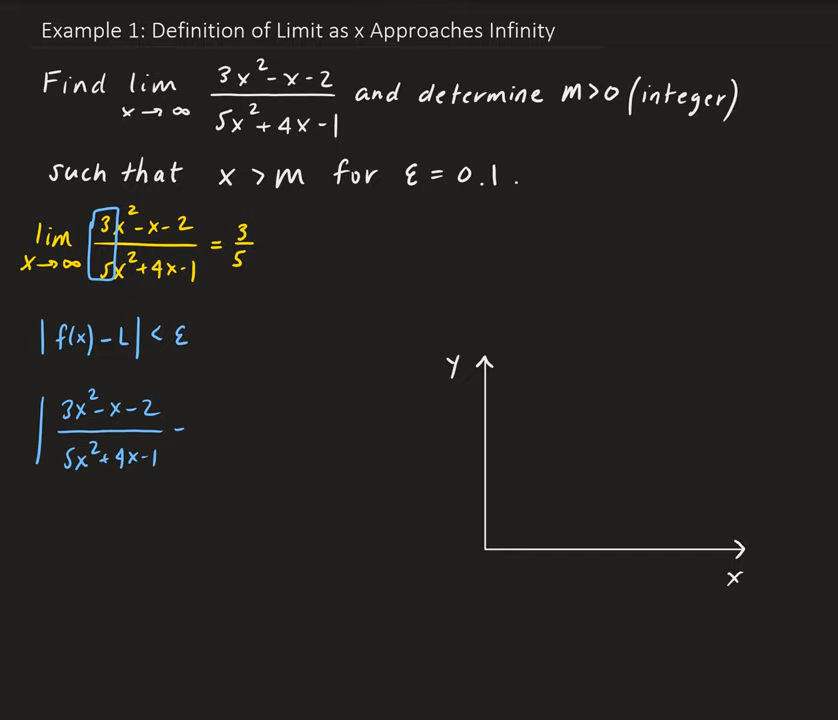 Example 1: Definition of Limit as x Approaches Infinity
Find lim x→∞ (3x²-x-2)/(5x²+4x-1) and determine m>0 (integer)
such that x>m for ε=0.1.
lim x→∞ (3x²-x-2)/(5x²+4x-1) = 3/5
|f(x)-L|<ε
|(3x²-x-2)/(5x²+4x-1) -
y
x